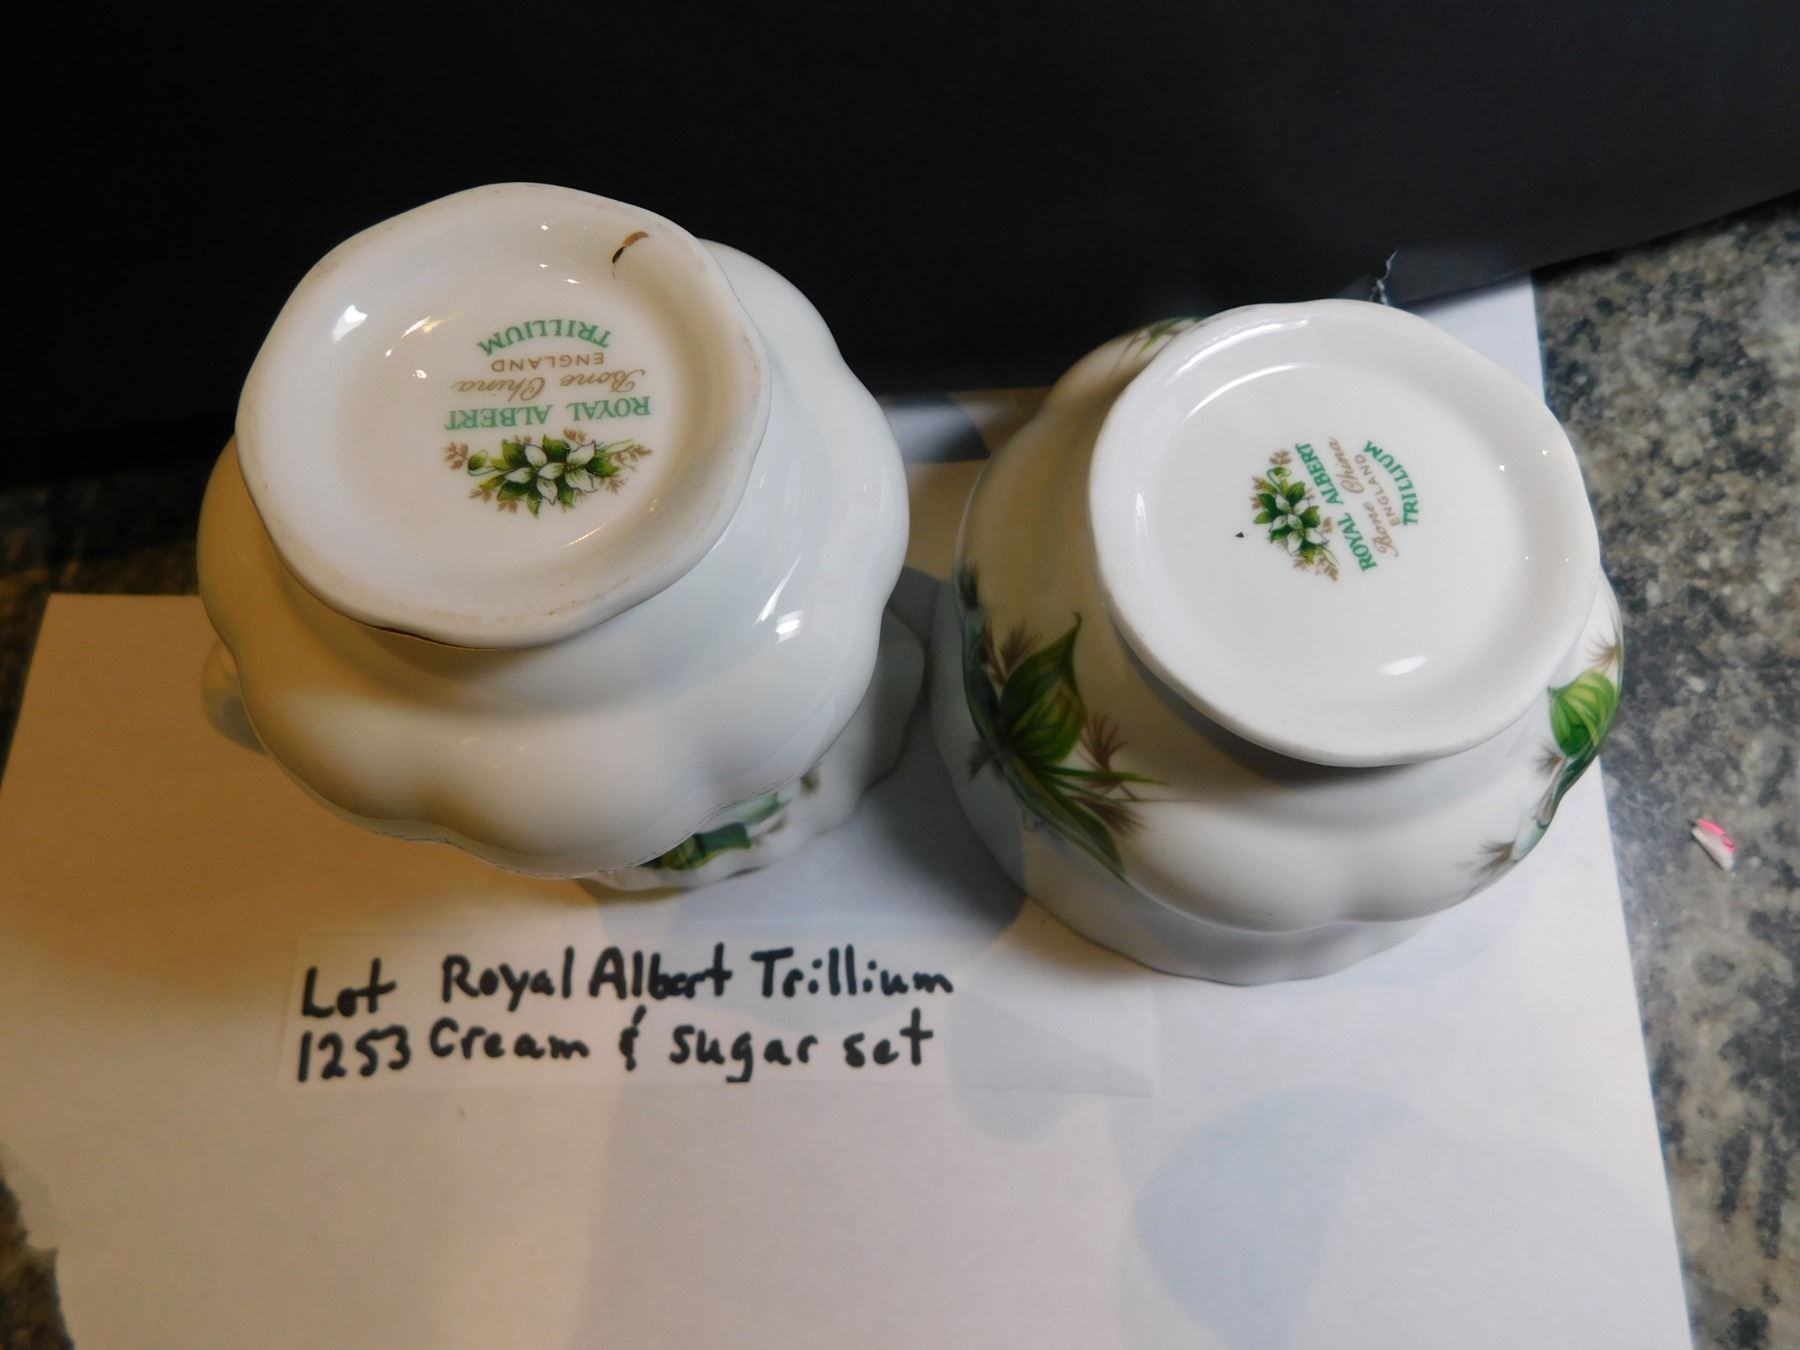 TRILLIUM
ENGLAND
Bone China
ROYAL ALBERT
ROYAL ALBERT
Bone China
ENGLAND
TRILLIUM
Lot Royal Albert Trillium
1253 Cream & sugar set